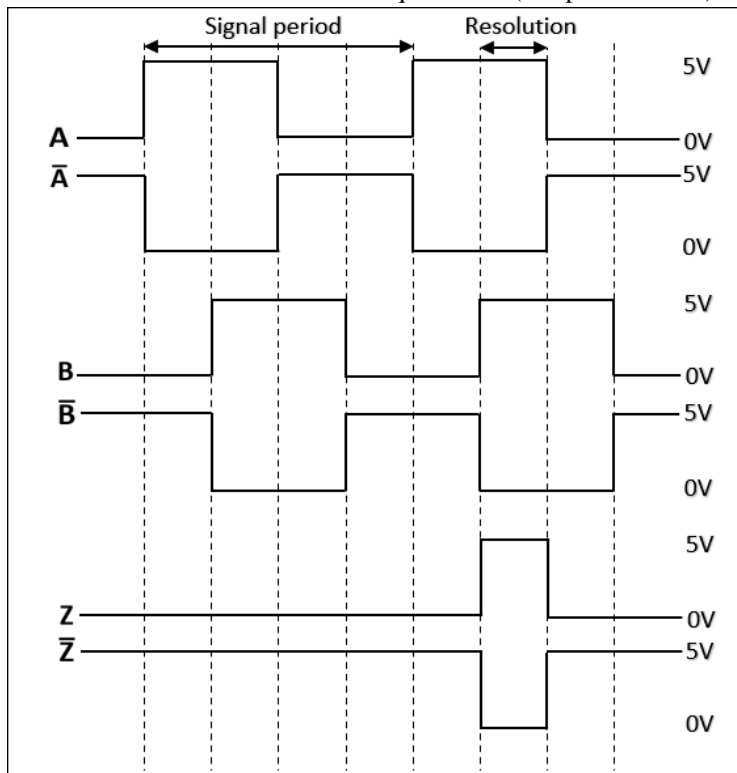 Signal period Resolution
5V
A 0V
A̅ 5V
0V
5V
B 0V
B̅ 5V
0V
5V
Z 0V
Z̅ 5V
0V